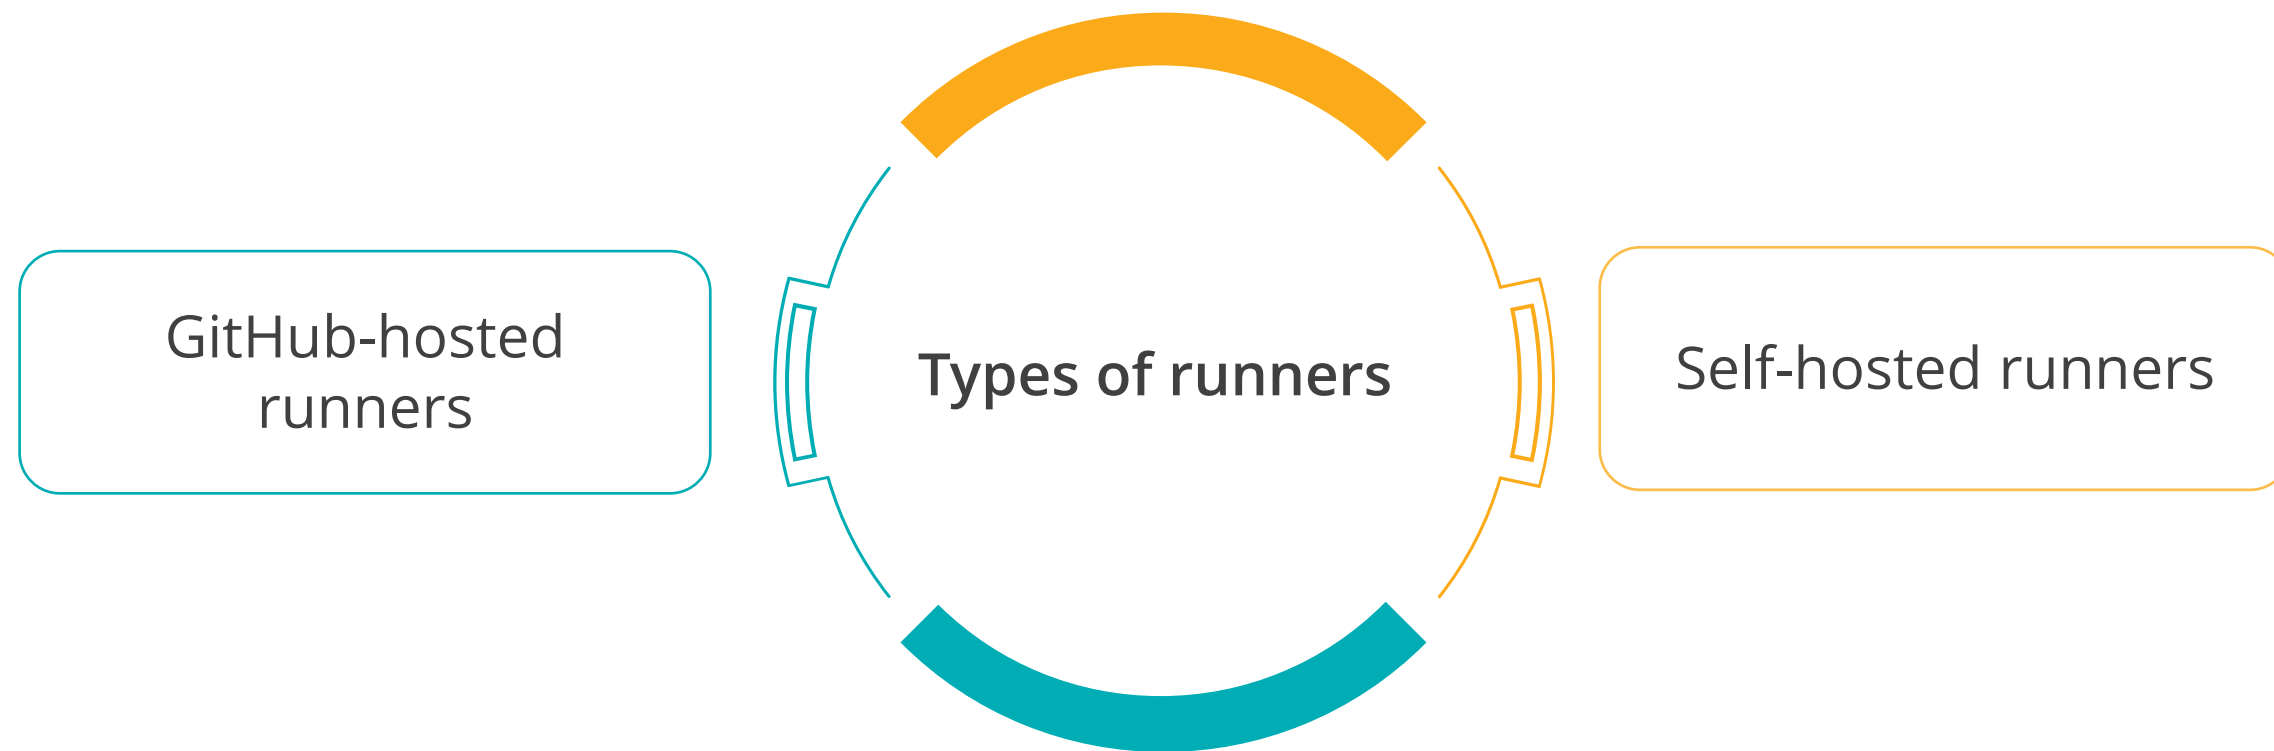 GitHub-hosted
runners
Types of runners
Self-hosted runners